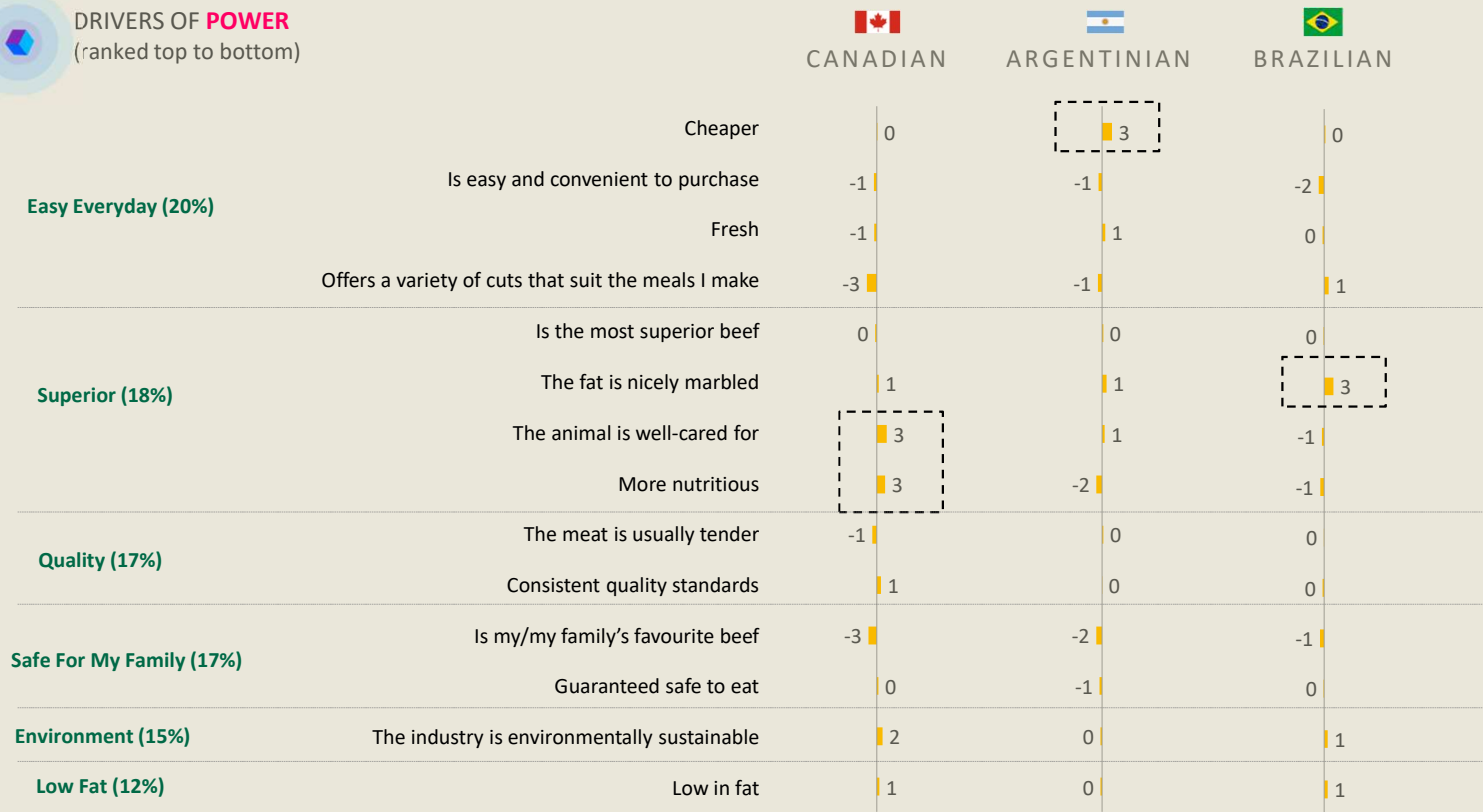 DRIVERS OF POWER
(ranked top to bottom)
CANADIAN ARGENTINIAN BRAZILIAN
Cheaper 0 3 0
Is easy and convenient to purchase -1 -1 -2
Easy Everyday (20%)
Fresh -1 1 0
Offers a variety of cuts that suit the meals I make -3 -1 1
Is the most superior beef 0 0 0
The fat is nicely marbled 1 1 3
Superior (18%)
The animal is well-cared for 3 1 -1
More nutritious 3 -2 -1
The meat is usually tender -1 0 0
Quality (17%)
Consistent quality standards 1 0 0
Is my/my family’s favourite beef -3 -2 -1
Safe For My Family (17%)
Guaranteed safe to eat 0 -1 0
Environment (15%) The industry is environmentally sustainable 2 0 1
Low Fat (12%) Low in fat 1 0 1